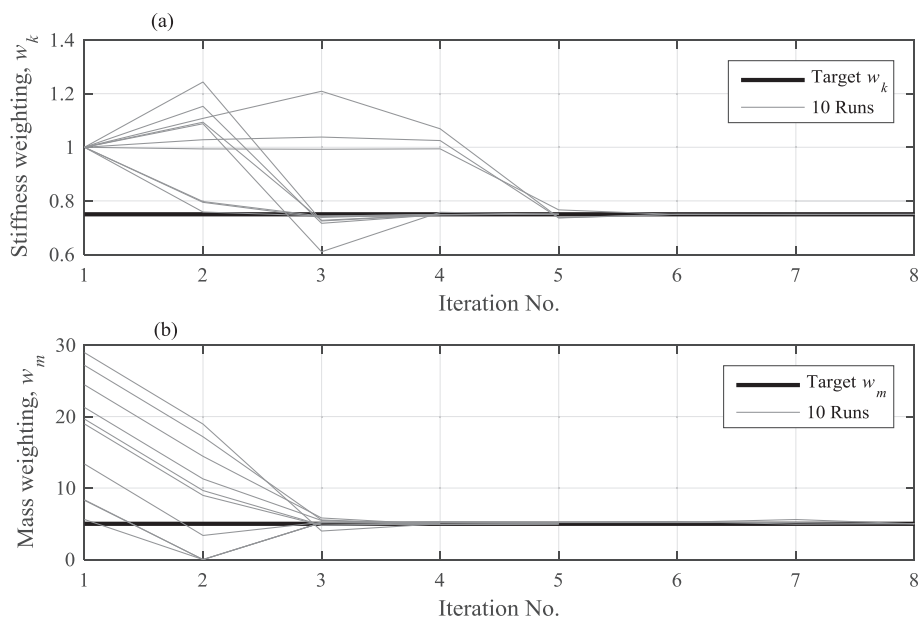 (a)
Stiffness weighting, w_k
1.4
1.2
1
0.8
0.6
Target w_k
10 Runs
1 2 3 4 5 6 7 8
Iteration No.
(b)
Mass weighting, w_m
30
20
10
0
Target w_m
10 Runs
1 2 3 4 5 6 7 8
Iteration No.